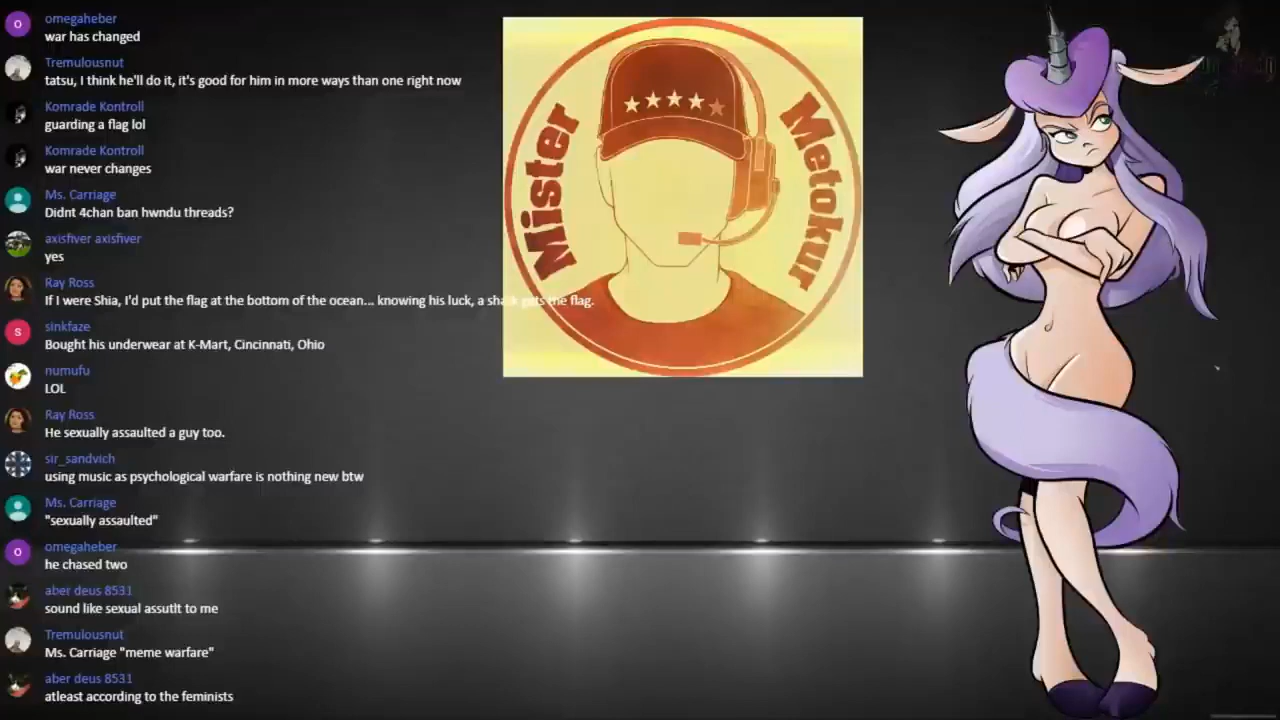 omegaheber
war has changed
Tremulousnut
tatsu, I think he'll do it, it's good for him in more ways than one right now
Komrade Kontroll
guarding a flag lol
Komrade Kontroll
war never changes
Ms. Carriage
Didnt 4chan ban hwndu threads?
axisfiver axisfiver
yes
Ray Ross
If I were Shia, I'd put the flag at the bottom of the ocean... knowing his luck, a shark gets the flag.
sinkfaze
Bought his underwear at K-Mart, Cincinnati, Ohio
numufu
LOL
Ray Ross
He sexually assaulted a guy too.
sir_sandvich
using music as psychological warfare is nothing new btw
Ms. Carriage
"sexually assaulted"
omegaheber
he chased two
aber deus 8531
sound like sexual assutlt to me
Tremulousnut
Ms. Carriage "meme warfare"
aber deus 8531
atleast according to the feminists
O
S
O
Mister
Metokur